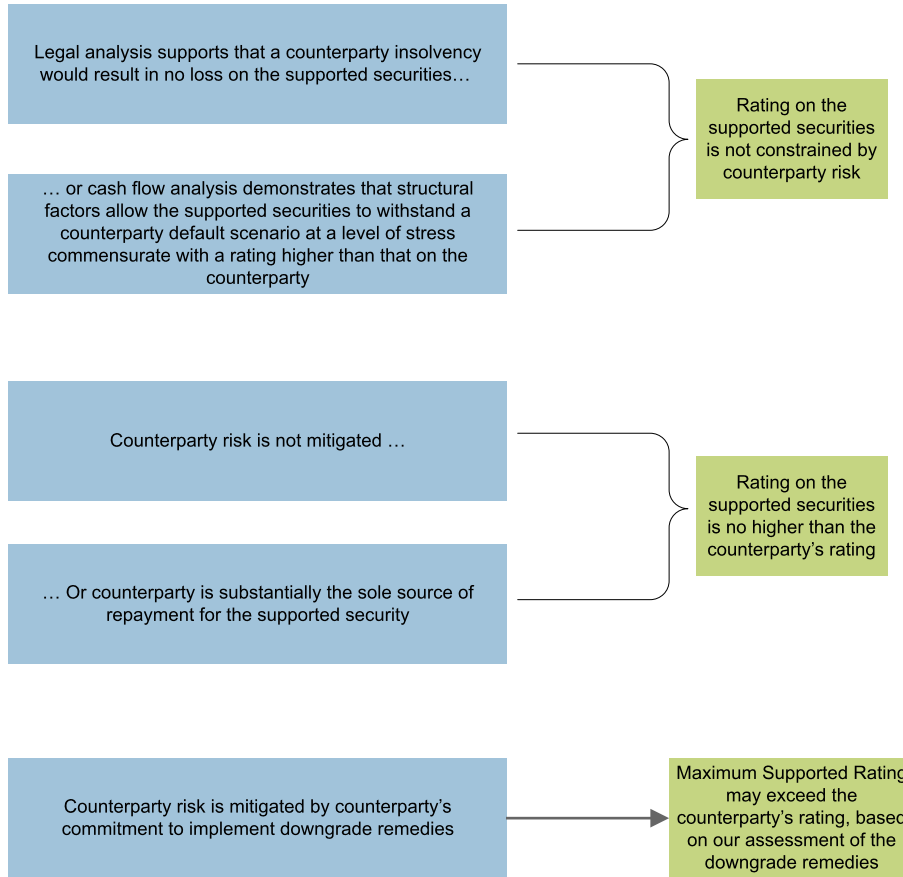 Legal analysis supports that a counterparty insolvency
would result in no loss on the supported securities…
Rating on the
supported securities
is not constrained by
counterparty risk
… or cash flow analysis demonstrates that structural
factors allow the supported securities to withstand a
counterparty default scenario at a level of stress
commensurate with a rating higher than that on the
counterparty
Counterparty risk is not mitigated …
Rating on the
supported securities
is no higher than the
counterparty’s rating
… Or counterparty is substantially the sole source of
repayment for the supported security
Counterparty risk is mitigated by counterparty’s
commitment to implement downgrade remedies
Maximum Supported Rating
may exceed the
counterparty’s rating, based
on our assessment of the
downgrade remedies